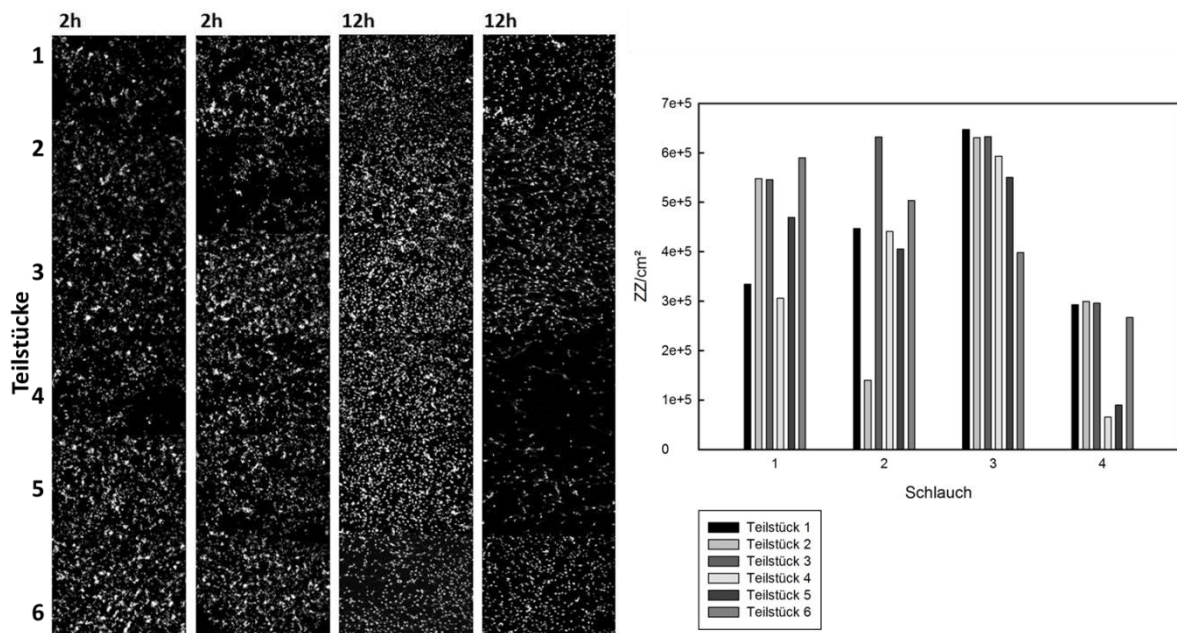 2h 2h 12h 12h
1
2
3
4
5
6
Teilstücke
7e+5
6e+5
5e+5
4e+5
3e+5
2e+5
1e+5
0
ZZ/cm²
1 2 3 4
Schlauch
Teilstück 1
Teilstück 2
Teilstück 3
Teilstück 4
Teilstück 5
Teilstück 6